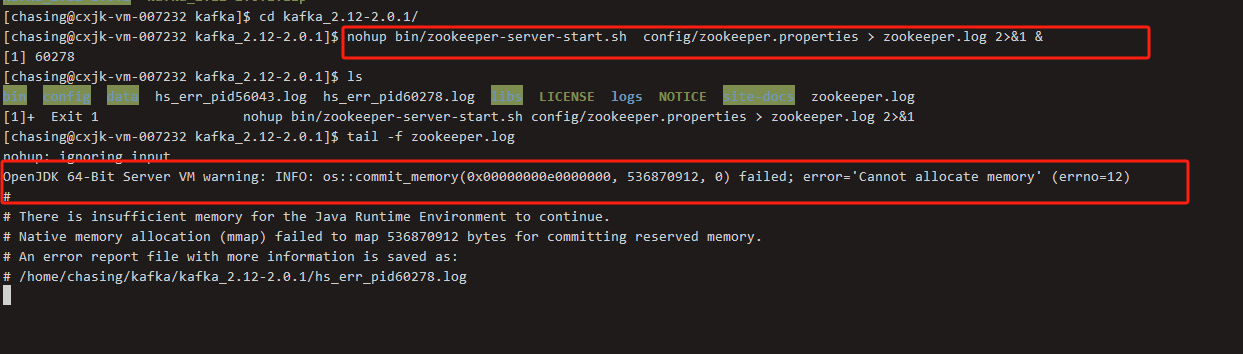 [chasing@cxjk-vm-007232 kafka]$ cd kafka_2.12-2.0.1/
[chasing@cxjk-vm-007232 kafka_2.12-2.0.1]$ nohup bin/zookeeper-server-start.sh  config/zookeeper.properties > zookeeper.log 2>&1 &
[1] 60278
[chasing@cxjk-vm-007232 kafka_2.12-2.0.1]$ ls
bin  config  data  hs_err_pid56043.log  hs_err_pid60278.log  libs  LICENSE  logs  NOTICE  site-docs  zookeeper.log
[1]+  Exit 1                  nohup bin/zookeeper-server-start.sh config/zookeeper.properties > zookeeper.log 2>&1
[chasing@cxjk-vm-007232 kafka_2.12-2.0.1]$ tail -f zookeeper.log
nohup: ignoring input
OpenJDK 64-Bit Server VM warning: INFO: os::commit_memory(0x00000000e0000000, 536870912, 0) failed; error='Cannot allocate memory' (errno=12)
#
# There is insufficient memory for the Java Runtime Environment to continue.
# Native memory allocation (mmap) failed to map 536870912 bytes for committing reserved memory.
# An error report file with more information is saved as:
# /home/chasing/kafka/kafka_2.12-2.0.1/hs_err_pid60278.log